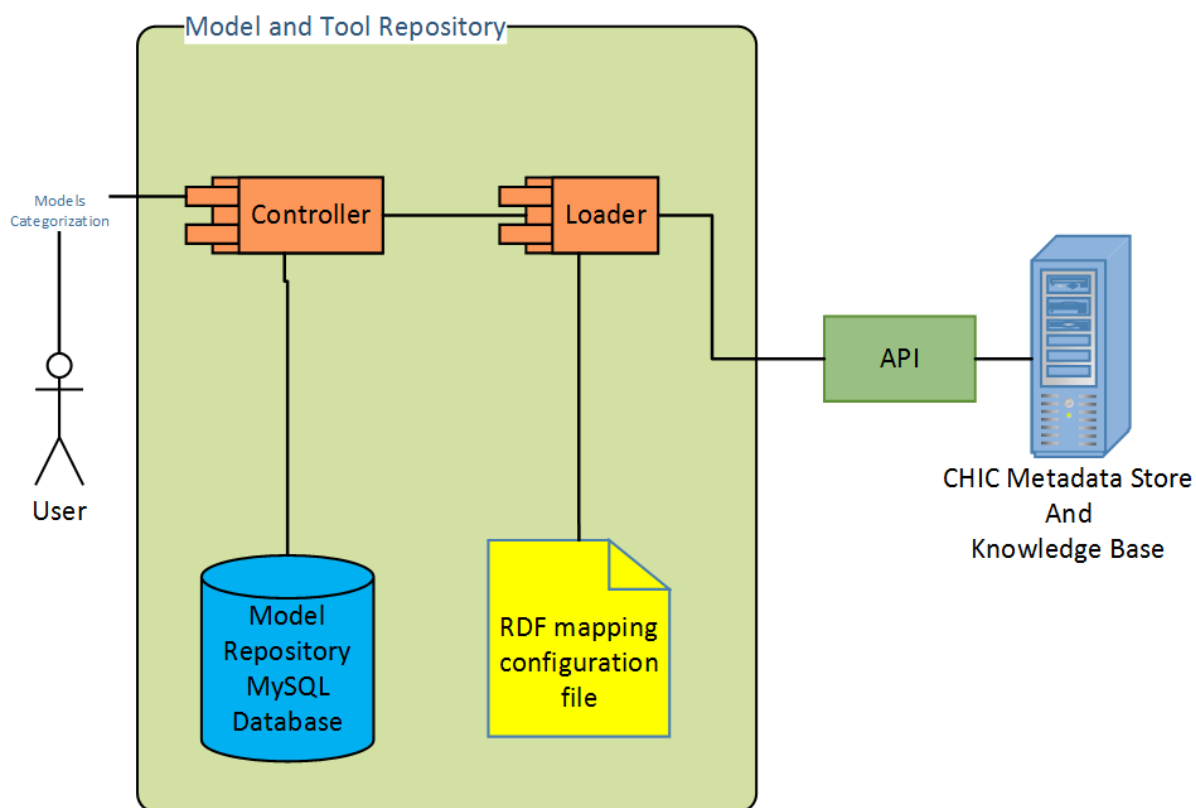 Model and Tool Repository
Models
Categorization
Controller
Loader
API
User
CHIC Metadata Store
And
Knowledge Base
Model
Repository
MySQL
Database
RDF mapping
configuration
file